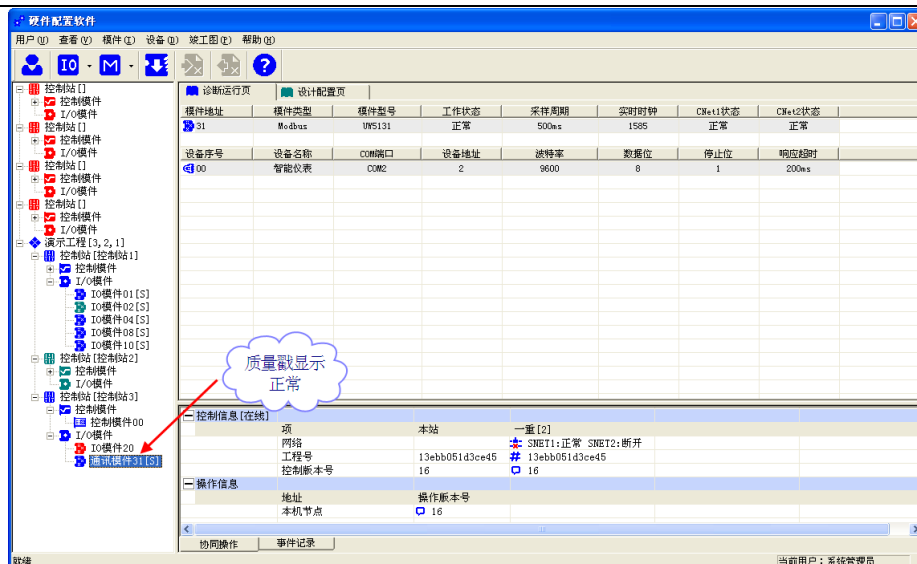 硬件配置软件
用户(U) 查看(V) 模件(I) 设备(D) 竣工图(P) 帮助(H)
IO M
控制站[]
控制模件
I/O模件
控制站[]
控制模件
I/O模件
控制站[]
控制模件
I/O模件
控制站[]
控制模件
I/O模件
演示工程[3,2,1]
控制站[控制站1]
控制模件
I/O模件
IO模件01[S]
IO模件02[S]
IO模件04[S]
IO模件08[S]
IO模件10[S]
控制站[控制站2]
控制模件
I/O模件
控制站[控制站3]
控制模件
控制模件00
I/O模件
IO模件20
通讯模件31[S]
诊断运行页 设计配置页
模件地址 模件类型 模件型号 工作状态 采样周期 实时时钟 CNet1状态 CNet2状态
31 Modbus UW5131 正常 500ms 1585 正常 正常
设备序号 设备名称 COM端口 设备地址 波特率 数据位 停止位 响应超时
00 智能仪表 COM2 2 9600 8 1 200ms
质量戳显示
正常
控制信息[在线]
项 本站 一重[2]
网络 SNET1:正常 SNET2:断开
工程号 13ebb051d3ce45 13ebb051d3ce45
控制版本号 16 16
操作信息
地址 操作版本号
本机节点 16
协同操作 事件记录
就绪 当前用户：系统管理员